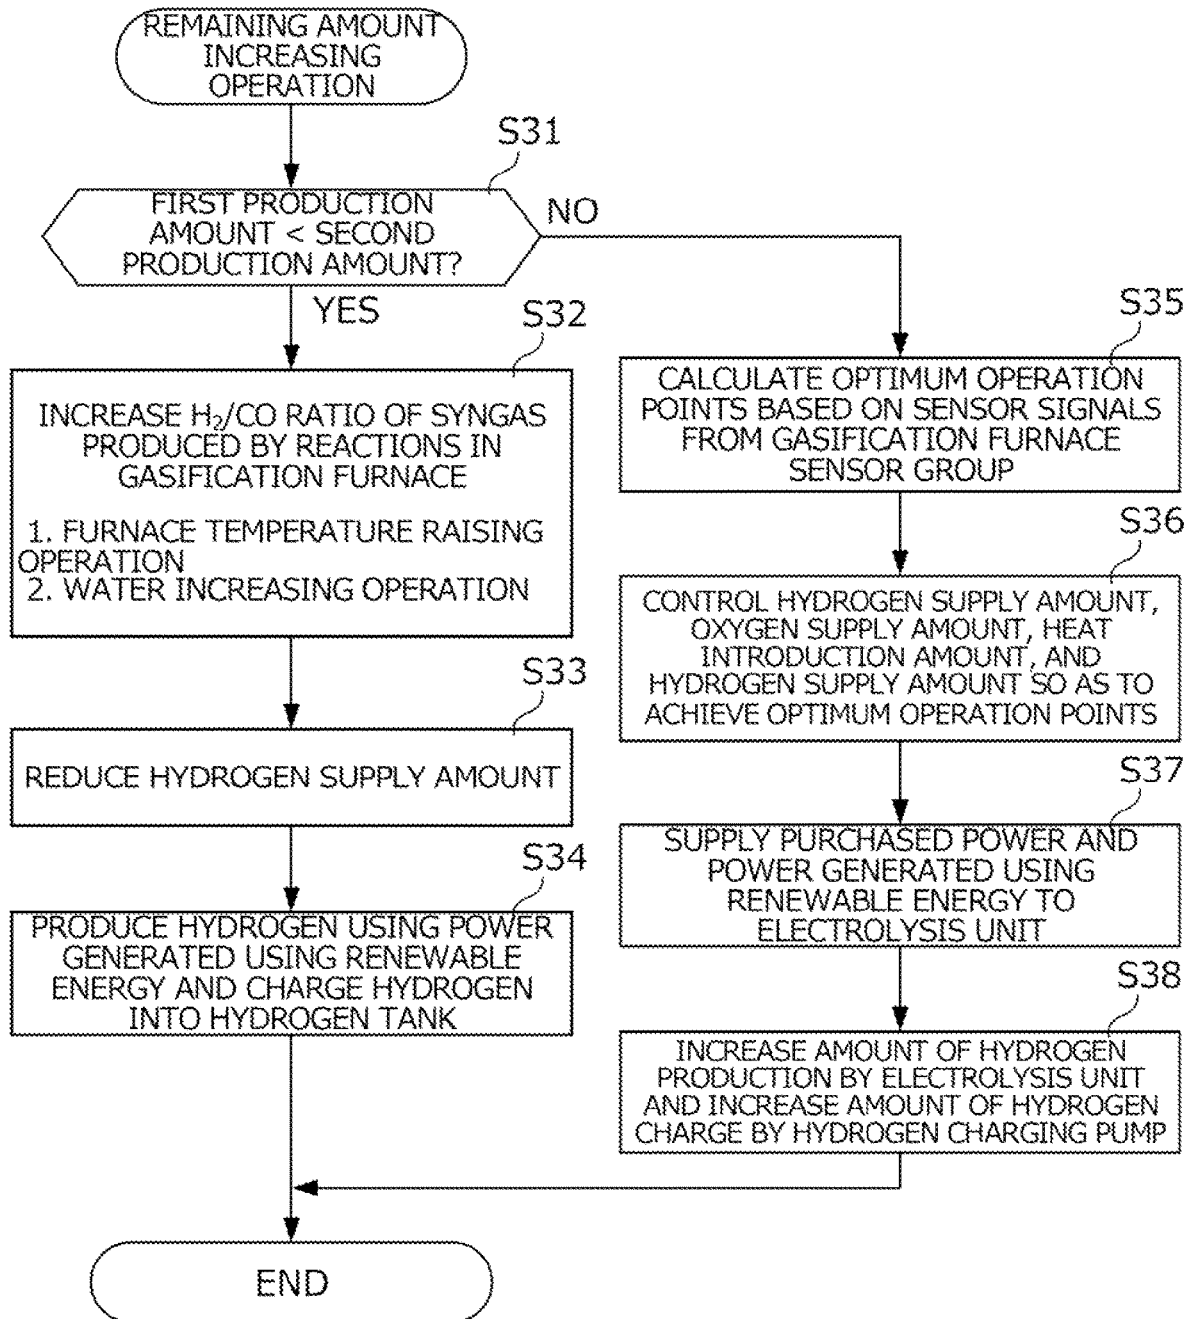 REMAINING AMOUNT
INCREASING
OPERATION
S31
FIRST PRODUCTION
AMOUNT < SECOND
PRODUCTION AMOUNT?
NO
YES
S32
INCREASE H₂/CO RATIO OF SYNGAS
PRODUCED BY REACTIONS IN
GASIFICATION FURNACE
1. FURNACE TEMPERATURE RAISING
OPERATION
2. WATER INCREASING OPERATION
S33
REDUCE HYDROGEN SUPPLY AMOUNT
S34
PRODUCE HYDROGEN USING POWER
GENERATED USING RENEWABLE
ENERGY AND CHARGE HYDROGEN
INTO HYDROGEN TANK
S35
CALCULATE OPTIMUM OPERATION
POINTS BASED ON SENSOR SIGNALS
FROM GASIFICATION FURNACE
SENSOR GROUP
S36
CONTROL HYDROGEN SUPPLY AMOUNT,
OXYGEN SUPPLY AMOUNT, HEAT
INTRODUCTION AMOUNT, AND
HYDROGEN SUPPLY AMOUNT SO AS TO
ACHIEVE OPTIMUM OPERATION POINTS
S37
SUPPLY PURCHASED POWER AND
POWER GENERATED USING
RENEWABLE ENERGY TO
ELECTROLYSIS UNIT
S38
INCREASE AMOUNT OF HYDROGEN
PRODUCTION BY ELECTROLYSIS UNIT
AND INCREASE AMOUNT OF HYDROGEN
CHARGE BY HYDROGEN CHARGING PUMP
END